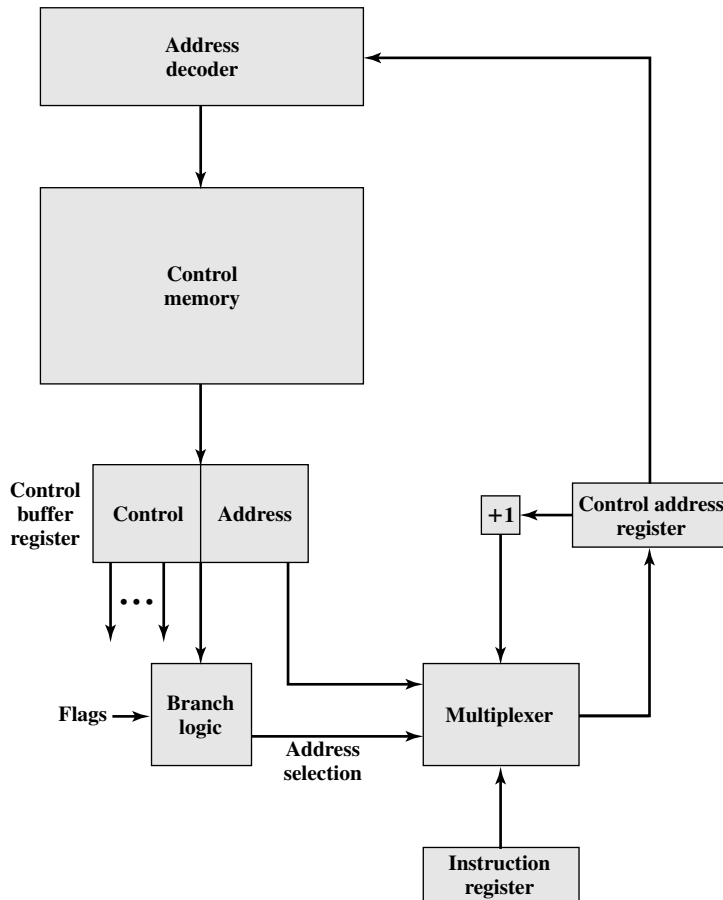 Address
decoder
Control
memory
Control
buffer
register
Control
Address
+1
Control address
register
Flags
Branch
logic
Address
selection
Multiplexer
Instruction
register